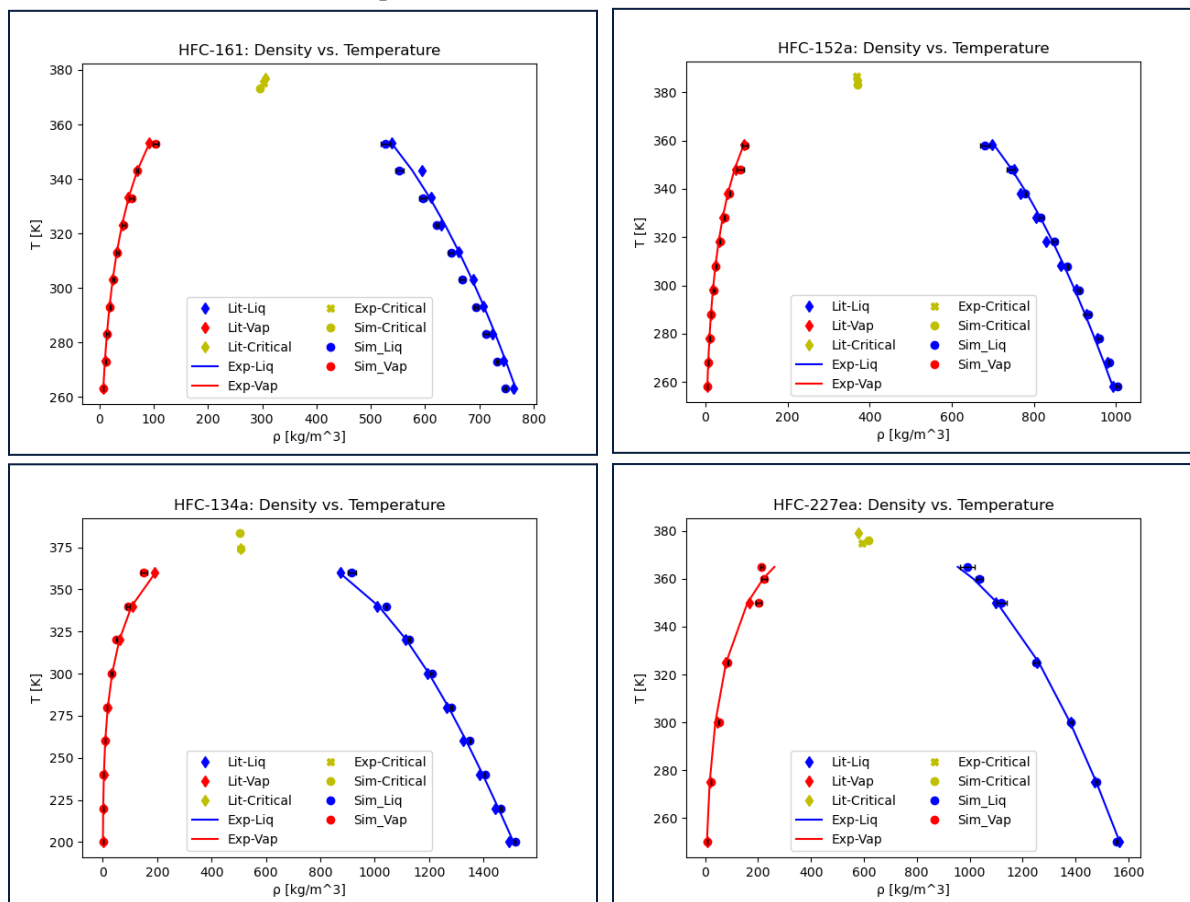 HFC-161: Density vs. Temperature
380
360
340
320
300
280
260
T [K]
Lit-Liq
Lit-Vap
Lit-Critical
Exp-Liq
Exp-Vap
Exp-Critical
Sim-Critical
Sim_Liq
Sim_Vap
0 100 200 300 400 500 600 700 800
ρ [kg/m^3]
HFC-152a: Density vs. Temperature
380
360
340
320
300
280
260
T [K]
Lit-Liq
Lit-Vap
Lit-Critical
Exp-Liq
Exp-Vap
Exp-Critical
Sim-Critical
Sim_Liq
Sim_Vap
0 200 400 600 800 1000
ρ [kg/m^3]
HFC-134a: Density vs. Temperature
375
350
325
300
275
250
225
200
T [K]
Lit-Liq
Lit-Vap
Lit-Critical
Exp-Liq
Exp-Vap
Exp-Critical
Sim-Critical
Sim_Liq
Sim_Vap
0 200 400 600 800 1000 1200 1400
ρ [kg/m^3]
HFC-227ea: Density vs. Temperature
380
360
340
320
300
280
260
T [K]
Lit-Liq
Lit-Vap
Lit-Critical
Exp-Liq
Exp-Vap
Exp-Critical
Sim-Critical
Sim_Liq
Sim_Vap
0 200 400 600 800 1000 1200 1400 1600
ρ [kg/m^3]